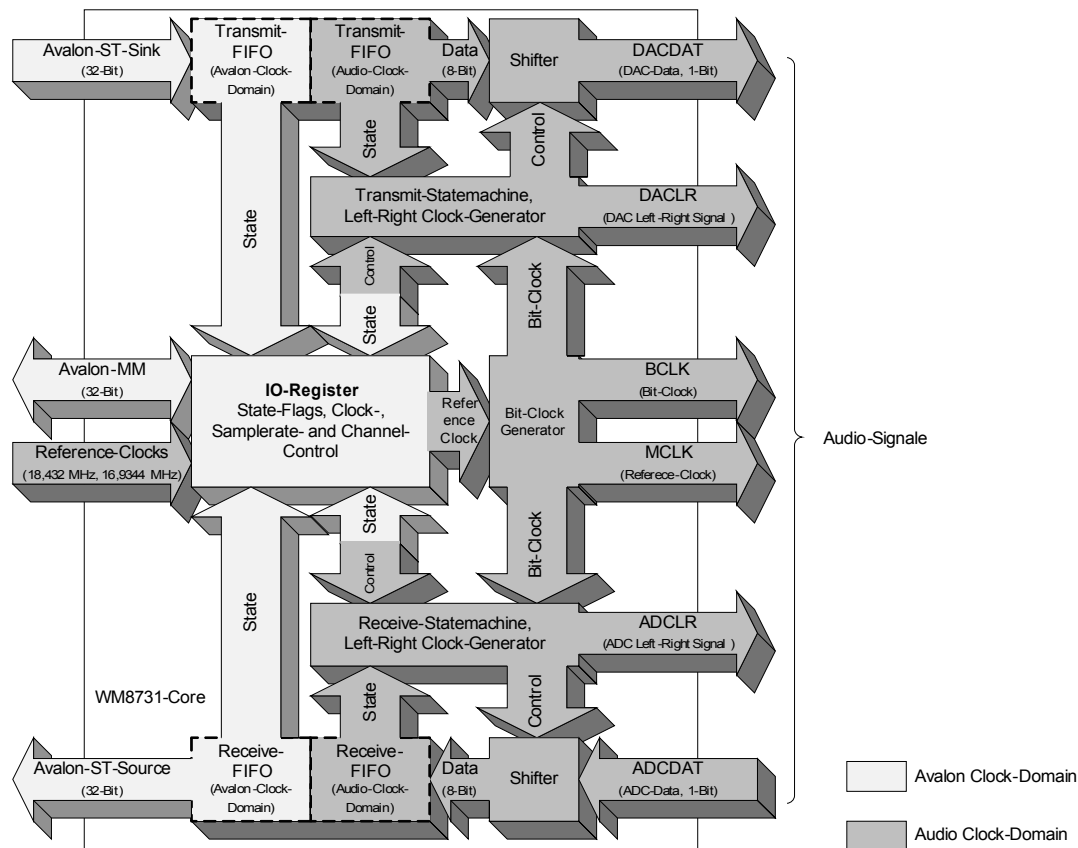 Avalon-ST-Sink
(32-Bit)
Transmit-
FIFO
(Avalon-Clock-
Domain)
Transmit-
FIFO
(Audio-Clock-
Domain)
Data
(8-Bit)
Shifter
DACDAT
(DAC-Data, 1-Bit)
State
Control
Transmit-Statemachine,
Left-Right Clock-Generator
DACLR
(DAC Left-Right Signal )
State
Control
State
Bit-Clock
Avalon-MM
(32-Bit)
IO-Register
State-Flags, Clock-,
Samplerate- and Channel-
Control
Refer
ence
Clock
Bit-Clock
Generator
BCLK
(Bit-Clock)
Reference-Clocks
(18,432 MHz, 16,9344 MHz)
MCLK
(Referece-Clock)
Audio-Signale
State
Control
Bit-Clock
State
Receive-Statemachine,
Left-Right Clock-Generator
ADCLR
(ADC Left-Right Signal )
State
Control
WM8731-Core
Avalon-ST-Source
(32-Bit)
Receive-
FIFO
(Avalon-Clock-
Domain)
Receive-
FIFO
(Audio-Clock-
Domain)
Data
(8-Bit)
Shifter
ADCDAT
(ADC-Data, 1-Bit)
Avalon Clock-Domain
Audio Clock-Domain